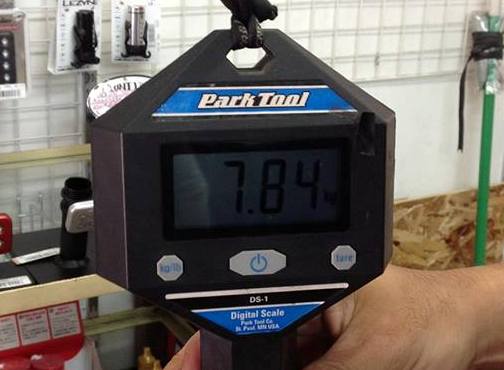 LEZYNE
Park Tool
7.84 kg
kg/lb
tare
DS-1
Digital Scale
Park Tool Co.
St. Paul, MN USA